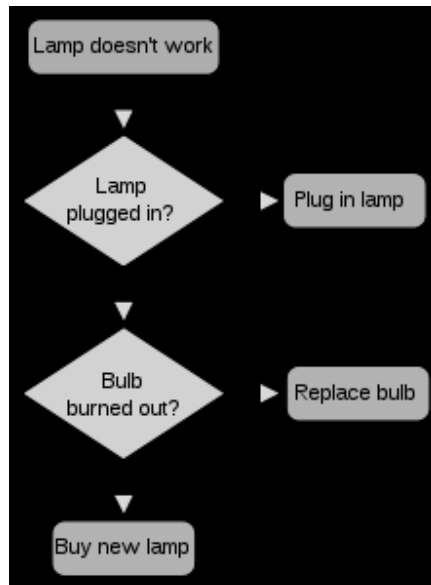 Lamp doesn't work
Lamp
plugged in?
Plug in lamp
Bulb
burned out?
Replace bulb
Buy new lamp